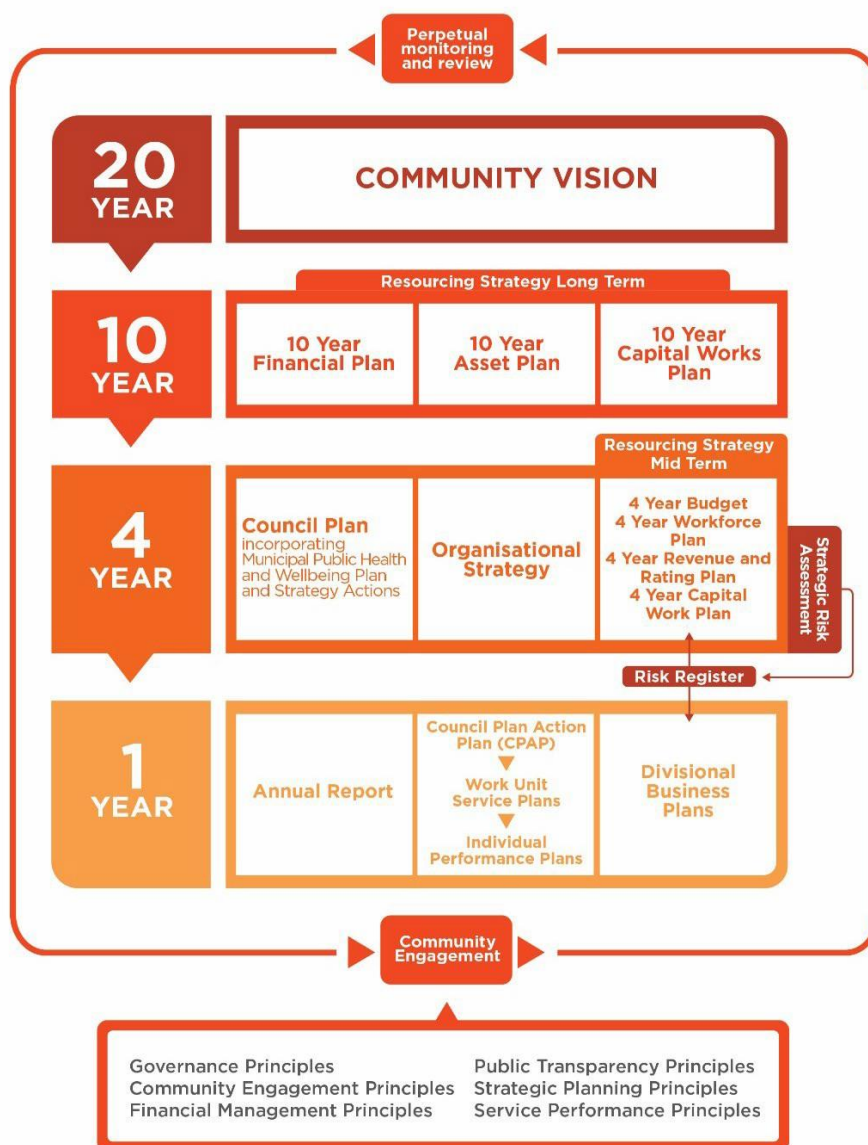 Perpetual
monitoring
and review
20
YEAR
COMMUNITY VISION
Resourcing Strategy Long Term
10
YEAR
10 Year
Financial Plan
10 Year
Asset Plan
10 Year
Capital Works
Plan
Resourcing Strategy
Mid Term
4
YEAR
Council Plan
incorporating
Municipal Public Health
and Wellbeing Plan
and Strategy Actions
Organisational
Strategy
4 Year Budget
4 Year Workforce
Plan
4 Year Revenue and
Rating Plan
4 Year Capital
Work Plan
Strategic Risk
Assessment
Risk Register
1
YEAR
Annual Report
Council Plan Action
Plan (CPAP)
Work Unit
Service Plans
Individual
Performance Plans
Divisional
Business
Plans
Community
Engagement
Governance Principles
Community Engagement Principles
Financial Management Principles
Public Transparency Principles
Strategic Planning Principles
Service Performance Principles